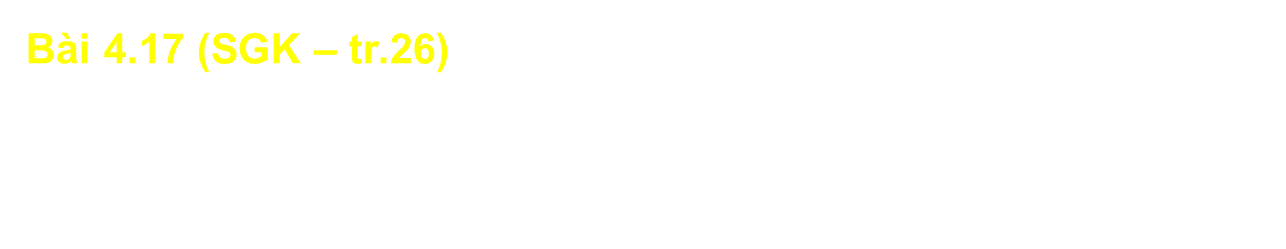 Bài 4.17 (SGK – tr.26)